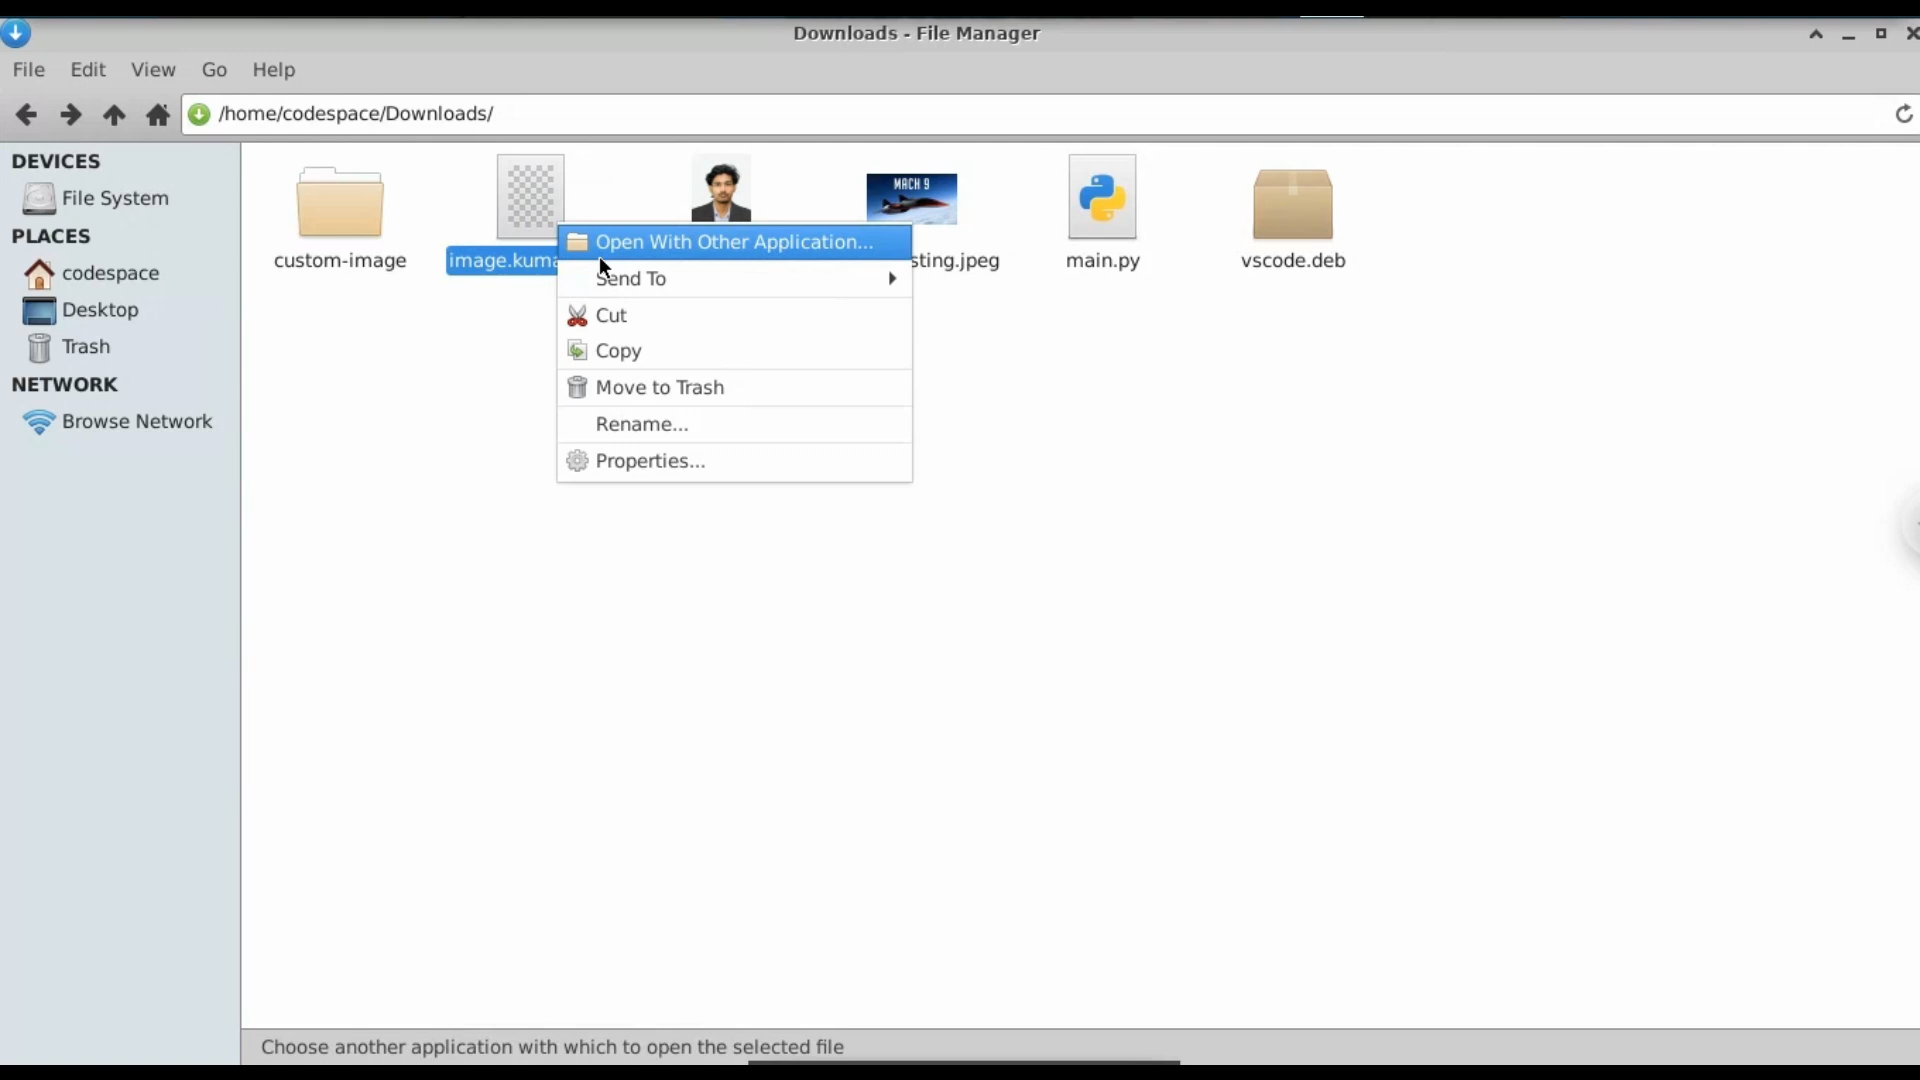 Downloads - File Manager
File Edit View Go Help
/home/codespace/Downloads/
DEVICES
File System
PLACES
codespace
Desktop
Trash
NETWORK
Browse Network
MACH 9
custom-image image.kuma sting.jpeg main.py vscode.deb
Open With Other Application...
Send To
Cut
Copy
Move to Trash
Rename...
Properties...
Choose another application with which to open the selected file